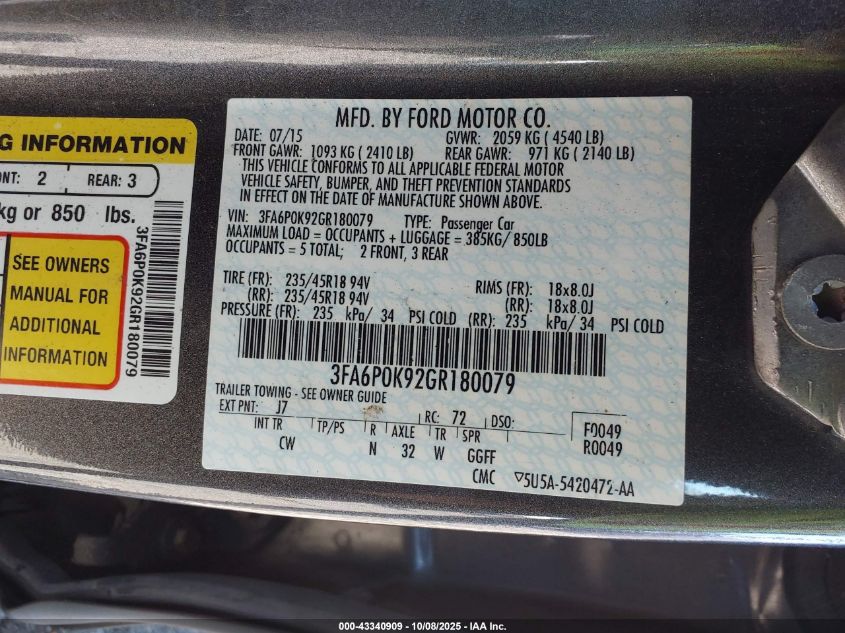 G INFORMATION
NT: 2 REAR: 3
kg or 850 lbs.
SEE OWNERS
MANUAL FOR
ADDITIONAL
INFORMATION
3FA6P0K92GR180079
MFD. BY FORD MOTOR CO.
DATE: 07/15 GVWR: 2059 KG ( 4540 LB)
FRONT GAWR: 1093 KG ( 2410 LB) REAR GAWR: 971 KG ( 2140 LB)
THIS VEHICLE CONFORMS TO ALL APPLICABLE FEDERAL MOTOR
VEHICLE SAFETY, BUMPER, AND THEFT PREVENTION STANDARDS
IN EFFECT ON THE DATE OF MANUFACTURE SHOWN ABOVE.
VIN: 3FA6P0K92GR180079 TYPE: Passenger Car
MAXIMUM LOAD = OCCUPANTS + LUGGAGE = 385KG/ 850LB
OCCUPANTS = 5 TOTAL; 2 FRONT, 3 REAR
TIRE (FR): 235/45R18 94V RIMS (FR): 18x8.0J
(RR): 235/45R18 94V (RR): 18x8.0J
PRESSURE (FR): 235 kPa/ 34 PSI COLD (RR): 235 kPa/ 34 PSI COLD
3FA6P0K92GR180079
TRAILER TOWING - SEE OWNER GUIDE
EXT PNT: J7 RC: 72 DSO: F0049
R0049
INT TR TP/PS R AXLE TR SPR
CW N 32 W GGFF
CMC ▽5U5A-5420472-AA
000-43340909 - 10/08/2025 - IAA Inc.